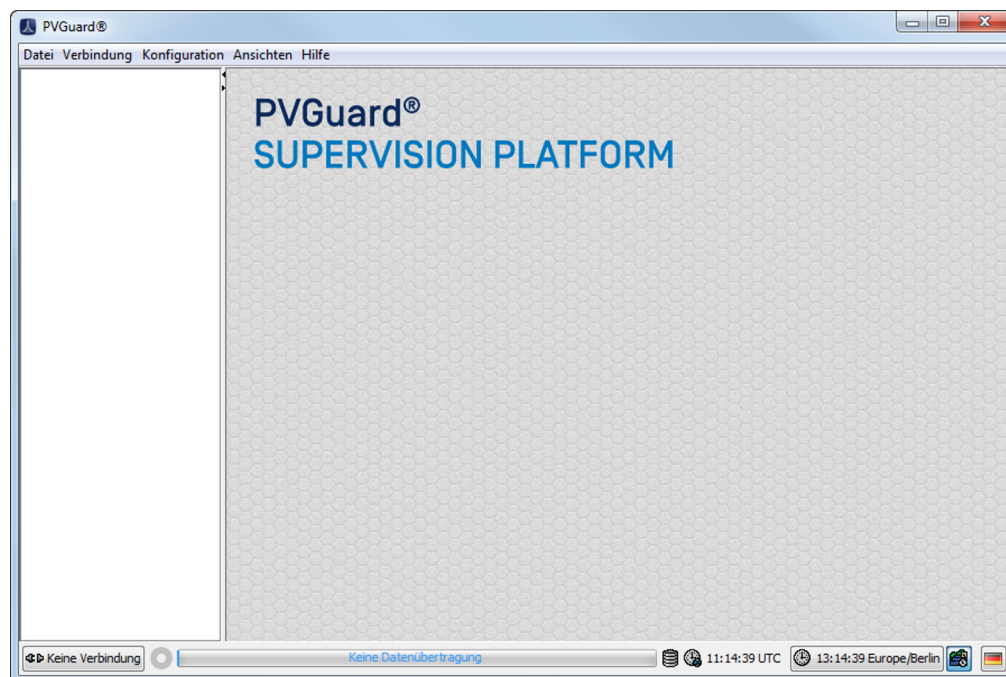 PVGuard®
Datei Verbindung Konfiguration Ansichten Hilfe
PVGuard®
SUPERVISION PLATFORM
Keine Verbindung Keine Datenübertragung 11:14:39 UTC 13:14:39 Europe/Berlin